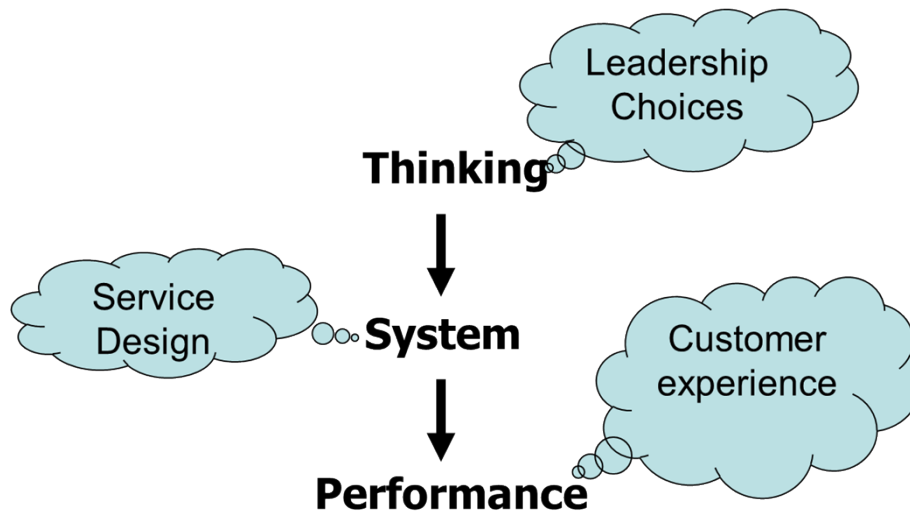 Leadership
Choices
Thinking
Service
Design
System
Customer
experience
Performance